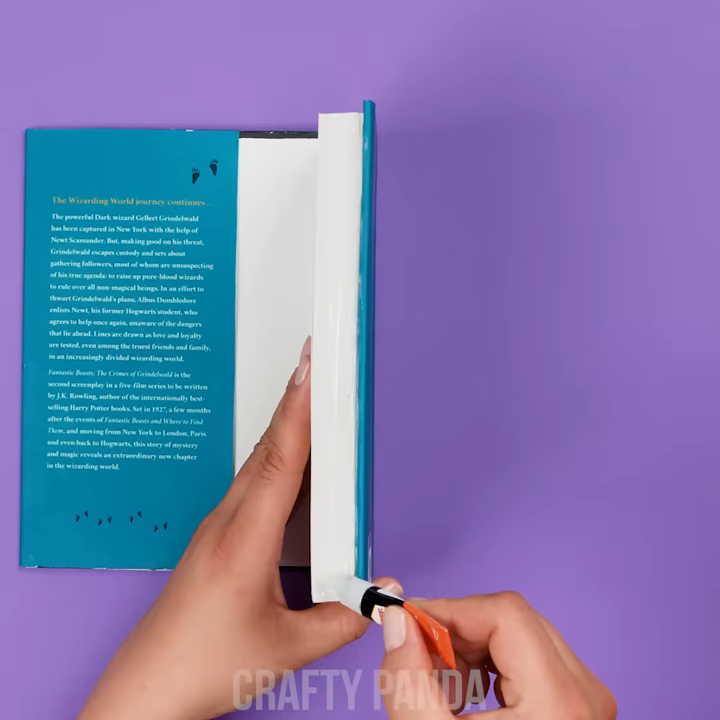 The Wizarding World journey continues...
The powerful Dark wizard Gellert Grindelwald
has been captured in New York with the help of
Newt Scamander. But, making good on his threat,
Grindelwald escapes custody and sets about
gathering followers, most of whom are unsuspecting
of his true agenda: to raise up pure-blood wizards
to rule over all non-magical beings. In an effort to
thwart Grindelwald's plans, Albus Dumbledore
enlists Newt, his former Hogwarts student, who
agrees to help once again, unaware of the dangers
that lie ahead. Lines are drawn as love and loyalty
are tested, even among the truest friends and family,
in an increasingly divided wizarding world.
Fantastic Beasts: The Crimes of Grindelwald is the
second screenplay in a five-film series to be written
by J.K. Rowling, author of the internationally best-
selling Harry Potter books. Set in 1927, a few months
after the events of Fantastic Beasts and Where to Find
Them, and moving from New York to London, Paris
and even back to Hogwarts, this story of mystery
and magic reveals an extraordinary new chapter
in the wizarding world.
CRAFTY PANDA